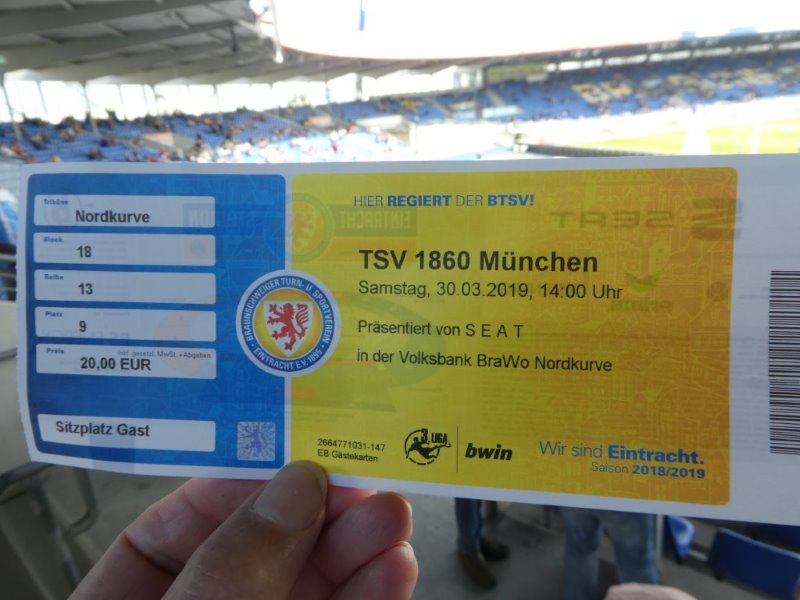 Tribüne
Nordkurve
Block
18
Reihe
13
Platz
9
Preis
inkl. gesetzl. MwSt. + Abgaben
20,00 EUR
Sitzplatz Gast
BRAUNSCHWEIGER TURN- U. SPORTVEREIN
EINTRACHT E.V. 1895
HIER REGIERT DER BTSV!
TSV 1860 München
Samstag, 30.03.2019, 14:00 Uhr
Präsentiert von S E A T
in der Volksbank BraWo Nordkurve
2664771031-147
EB Gästekarten
3. LIGA
bwin
Wir sind Eintracht.
Saison 2018/2019
SEAT
EINTRACHT